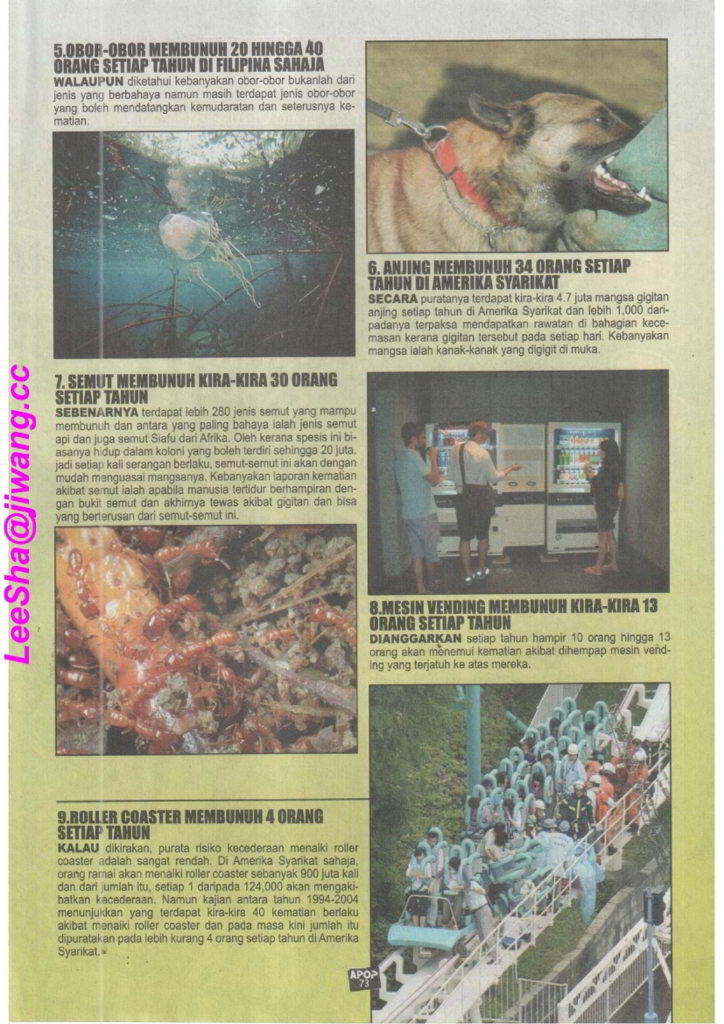 5.OBOR-OBOR MEMBUNUH 20 HINGGA 40
ORANG SETIAP TAHUN DI FILIPINA SAHAJA
WALAUPUN diketahui kebanyakan obor-obor bukanlah dari
jenis yang berbahaya namun masih terdapat jenis obor-obor
yang boleh mendatangkan kemudaratan dan seterusnya ke-
matian.
6. ANJING MEMBUNUH 34 ORANG SETIAP
TAHUN DI AMERIKA SYARIKAT
SECARA puratanya terdapat kira-kira 4.7 juta mangsa gigitan
anjing setiap tahun di Amerika Syarikat dan lebih 1,000 dari-
padanya terpaksa mendapatkan rawatan di bahagian kece-
masan kerana gigitan tersebut pada setiap hari. Kebanyakan
mangsa ialah kanak-kanak yang digigit di muka.
7. SEMUT MEMBUNUH KIRA-KIRA 30 ORANG
SETIAP TAHUN
SEBENARNYA terdapat lebih 280 jenis semut yang mampu
membunuh dan antara yang paling bahaya ialah jenis semut
api dan juga semut Siafu dari Afrika. Oleh kerana spesis ini bi-
asanya hidup dalam koloni yang boleh terdiri sehingga 20 juta,
jadi setiap kali serangan berlaku, semut-semut ini akan dengan
mudah menguasai mangsanya. Kebanyakan laporan kematian
akibat semut ialah apabila manusia tertidur berhampiran den-
gan bukit semut dan akhirnya tewas akibat gigitan dan bisa
yang berterusan dari semut-semut ini.
8.MESIN VENDING MEMBUNUH KIRA-KIRA 13
ORANG SETIAP TAHUN
DIANGGARKAN setiap tahun hampir 10 orang hingga 13
orang akan menemui kematian akibat dihempap mesin vend-
ing yang terjatuh ke atas mereka.
9.ROLLER COASTER MEMBUNUH 4 ORANG
SETIAP TAHUN
KALAU dikirakan, purata risiko kecederaan menaiki roller
coaster adalah sangat rendah. Di Amerika Syarikat sahaja,
orang ramai akan menaiki roller coaster sebanyak 900 juta kali
dan dari jumlah itu, setiap 1 daripada 124,000 akan mengaki-
batkan kecederaan. Namun kajian antara tahun 1994-2004
menunjukkan yang terdapat kira-kira 40 kematian berlaku
akibat menaiki roller coaster dan pada masa kini jumlah itu
dipuratakan pada lebih kurang 4 orang setiap tahun di Amerika
Syarikat.
APOP
73
LeeSha@jiwang.cc